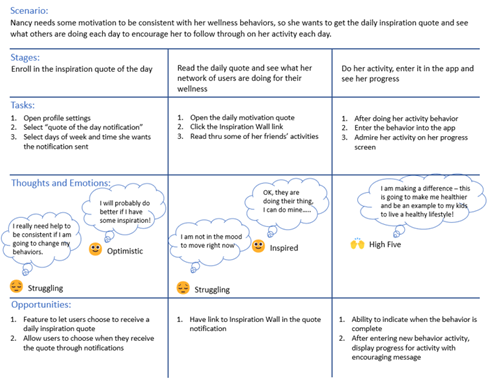 Scenario:
Nancy needs some motivation to be consistent with her wellness behaviors, so she wants to get the daily inspiration quote and see
what others are doing each day to encourage her to follow through on her activity each day.
Stages:
Enroll in the inspiration quote of the day
Read the daily quote and see what her
network of users are doing for their
wellness
Do her activity, enter it in the app and
see her progress
Tasks:
1. Open profile settings
2. Select “quote of the day notification”
3. Select days of week and time she wants
the notification sent
1. Open the daily motivation quote
2. Click the Inspiration Wall link
3. Read thru some of her friends’ activities
1. After doing her activity behavior
2. Enter the behavior into the app
3. Admire her activity on her progress
screen
Thoughts and Emotions:
I really need help to
be consistent if I am
going to change my
behaviors.
Struggling
I will probably do
better if I have
some inspiration!
Optimistic
I am not in the mood
to move right now
Struggling
OK, they are
doing their thing,
I can do mine.....
Inspired
I am making a difference – this
is going to make me healthier
and be an example to my kids
to live a healthy lifestyle!
High Five
Opportunities:
1. Feature to let users choose to receive a
daily inspiration quote
2. Allow users to choose when they receive
the quote through notifications
1. Have link to Inspiration Wall in the quote
notification
1. Ability to indicate when the behavior is
complete
2. After entering new behavior activity,
display progress for activity with
encouraging message